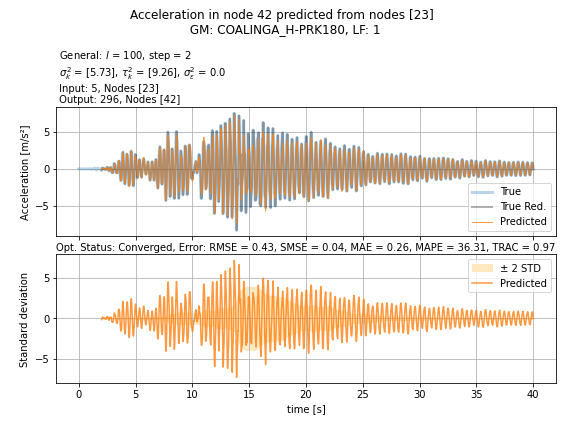 Acceleration in node 42 predicted from nodes [23]
GM: COALINGA_H-PRK180, LF: 1
General: l = 100, step = 2
σ²ₖ = [5.73], τ²ₖ = [9.26], σ²ε = 0.0
Input: 5, Nodes [23]
Output: 296, Nodes [42]
Acceleration [m/s²]
5
0
−5
True
True Red.
Predicted
Opt. Status: Converged, Error: RMSE = 0.43, SMSE = 0.04, MAE = 0.26, MAPE = 36.31, TRAC = 0.97
Standard deviation
5
0
−5
± 2 STD
Predicted
0 5 10 15 20 25 30 35 40
time [s]